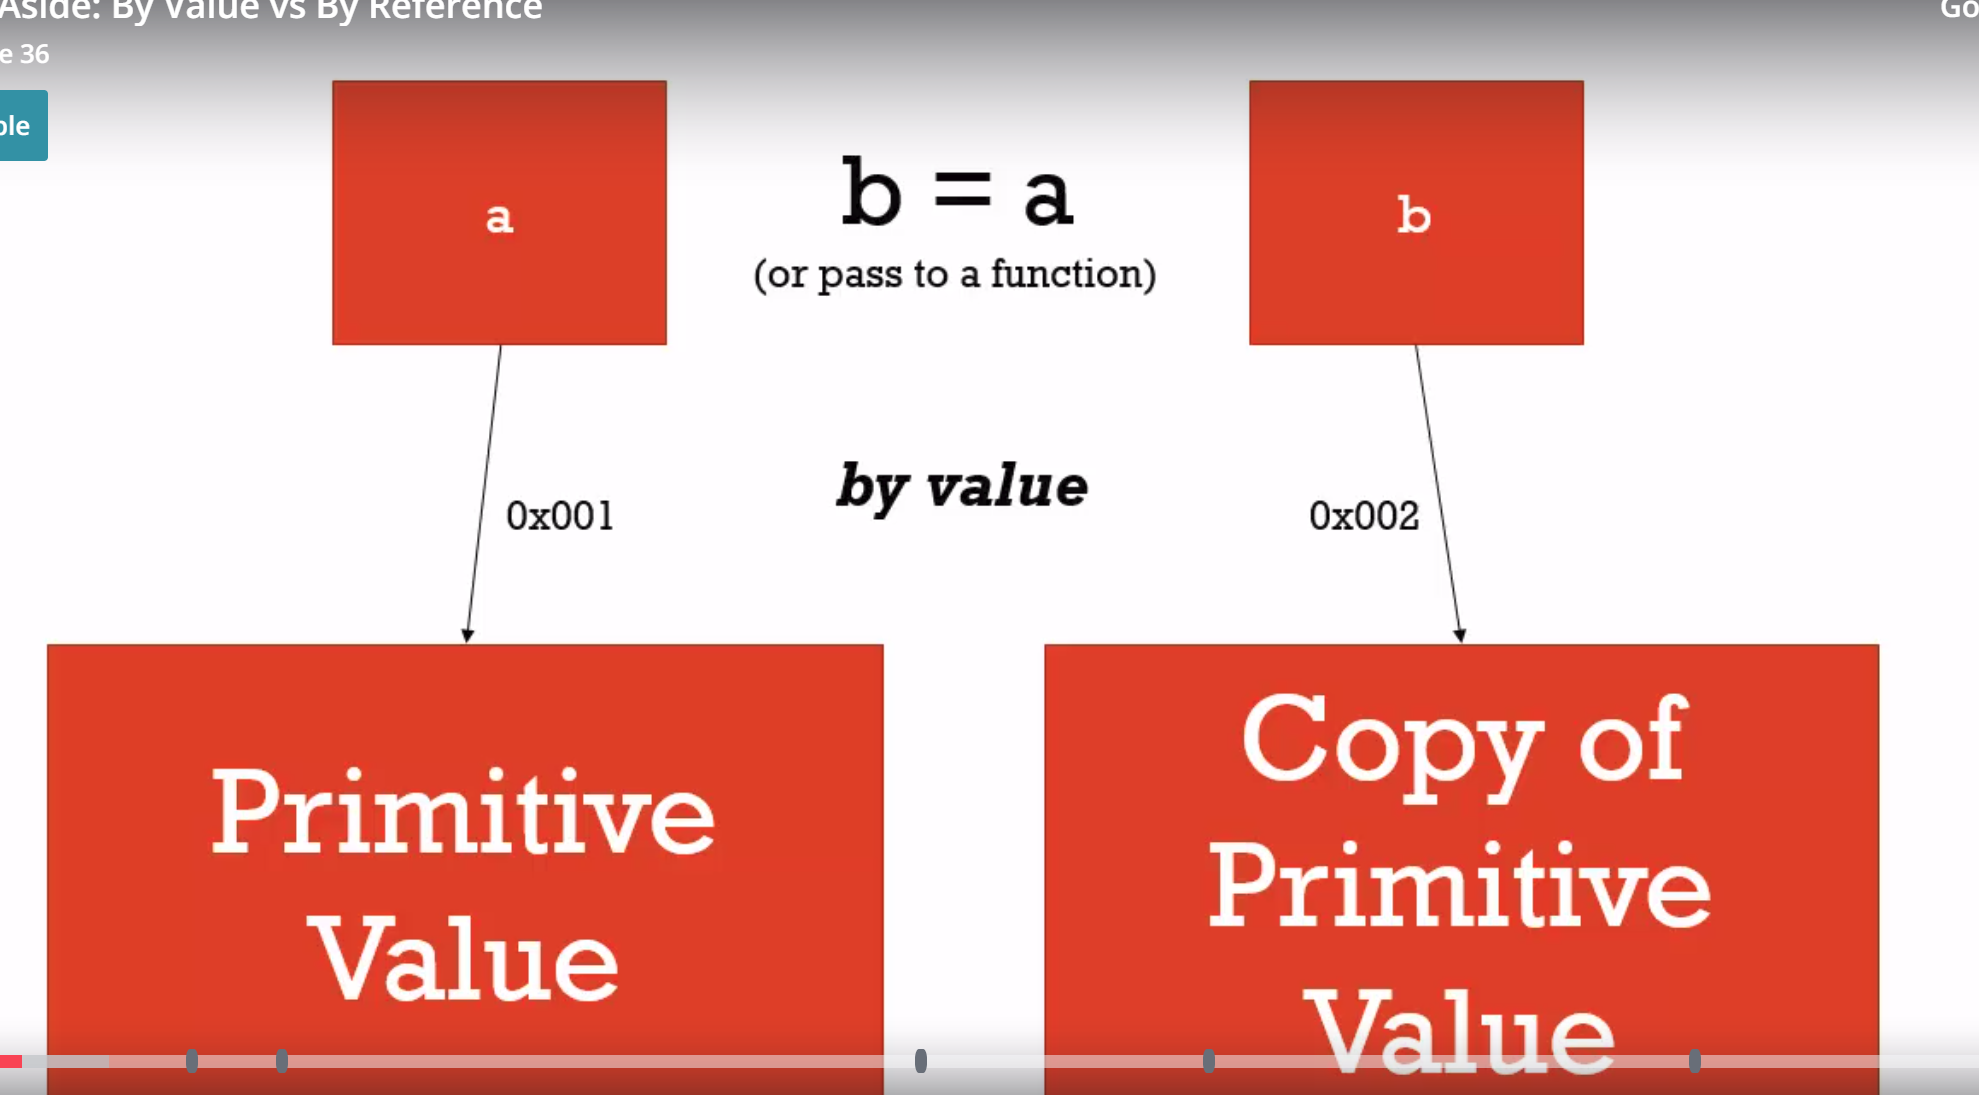 Aside: By Value vs By Reference
Go
e 36
ple
a
b = a
(or pass to a function)
b
by value
0x001
0x002
Primitive
Value
Copy of
Primitive
Value